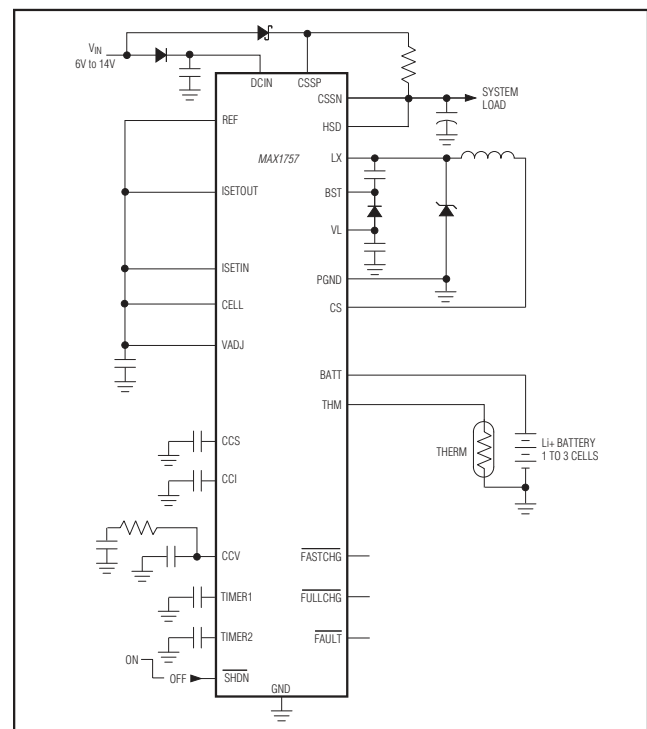 VIN
6V to 14V
DCIN
CSSP
CSSN
SYSTEM
LOAD
REF
HSD
MAX1757
LX
ISETOUT
BST
VL
ISETIN
PGND
CELL
CS
VADJ
BATT
THM
CCS
THERM
Li+ BATTERY
1 TO 3 CELLS
CCI
CCV
FASTCHG
TIMER1
FULLCHG
TIMER2
FAULT
ON
OFF
SHDN
GND